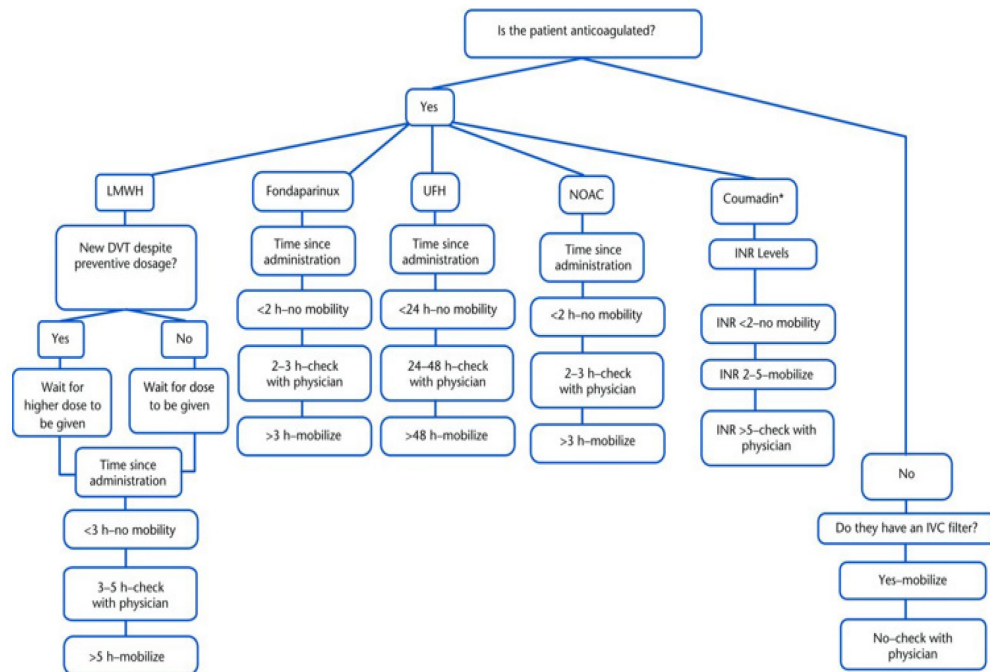 Is the patient anticoagulated?
Yes
LMWH
New DVT despite
preventive dosage?
Yes
No
Wait for
higher dose to
be given
Wait for dose
to be given
Time since
administration
<3 h–no mobility
3–5 h–check
with physician
>5 h–mobilize
Fondaparinux
Time since
administration
<2 h–no mobility
2–3 h–check
with physician
>3 h–mobilize
UFH
Time since
administration
<24 h–no mobility
24–48 h–check
with physician
>48 h–mobilize
NOAC
Time since
administration
<2 h–no mobility
2–3 h–check
with physician
>3 h–mobilize
Coumadin*
INR Levels
INR <2–no mobility
INR 2–5–mobilize
INR >5–check with
physician
No
Do they have an IVC filter?
Yes–mobilize
No–check with
physician